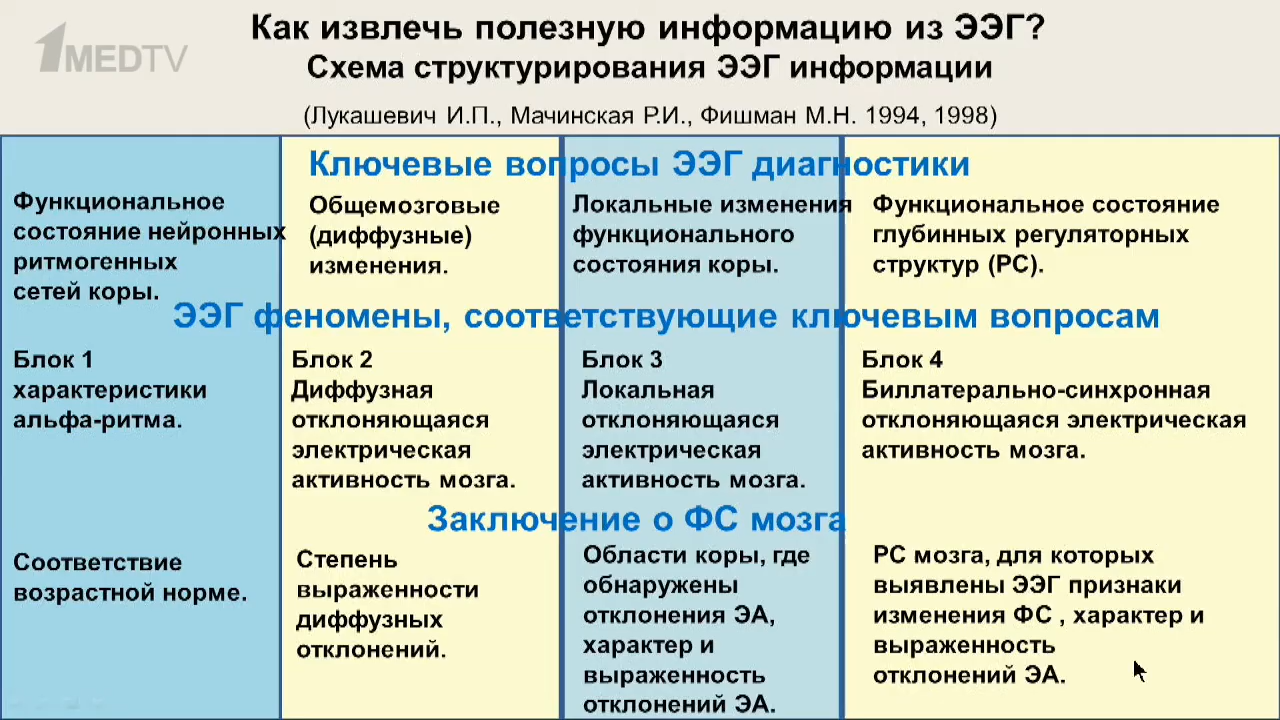 1MEDTV
Как извлечь полезную информацию из ЭЭГ?
Схема структурирования ЭЭГ информации
(Лукашевич И.П., Мачинская Р.И., Фишман М.Н. 1994, 1998)
Ключевые вопросы ЭЭГ диагностики
Функциональное
состояние нейронных
ритмогенных
сетей коры.
Общемозговые
(диффузные)
изменения.
Локальные изменения
функционального
состояния коры.
Функциональное состояние
глубинных регуляторных
структур (РС).
ЭЭГ феномены, соответствующие ключевым вопросам
Блок 1
характеристики
альфа-ритма.
Блок 2
Диффузная
отклоняющаяся
электрическая
активность мозга.
Блок 3
Локальная
отклоняющаяся
электрическая
активность мозга.
Блок 4
Биллатерально-синхронная
отклоняющаяся электрическая
активность мозга.
Заключение о ФС мозга
Соответствие
возрастной норме.
Степень
выраженности
диффузных
отклонений.
Области коры, где
обнаружены
отклонения ЭА,
характер и
выраженность
отклонений ЭА.
РС мозга, для которых
выявлены ЭЭГ признаки
изменения ФС , характер и
выраженность
отклонений ЭА.